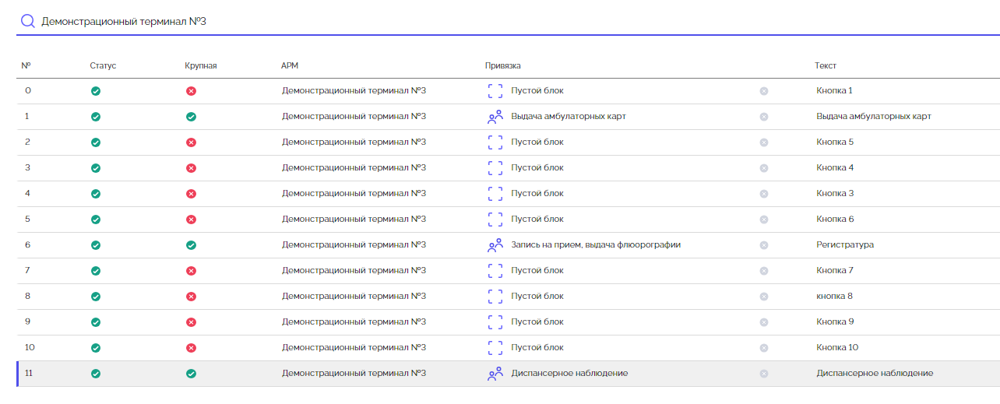 Демонстрационный терминал №3
№ Статус Крупная АРМ Привязка Текст
0 Демонстрационный терминал №3 Пустой блок Кнопка 1
1 Демонстрационный терминал №3 Выдача амбулаторных карт Выдача амбулаторных карт
2 Демонстрационный терминал №3 Пустой блок Кнопка 5
3 Демонстрационный терминал №3 Пустой блок Кнопка 4
4 Демонстрационный терминал №3 Пустой блок Кнопка 3
5 Демонстрационный терминал №3 Пустой блок Кнопка 6
6 Демонстрационный терминал №3 Запись на прием, выдача флюорографии Регистратура
7 Демонстрационный терминал №3 Пустой блок Кнопка 7
8 Демонстрационный терминал №3 Пустой блок кнопка 8
9 Демонстрационный терминал №3 Пустой блок Кнопка 9
10 Демонстрационный терминал №3 Пустой блок Кнопка 10
11 Демонстрационный терминал №3 Диспансерное наблюдение Диспансерное наблюдение